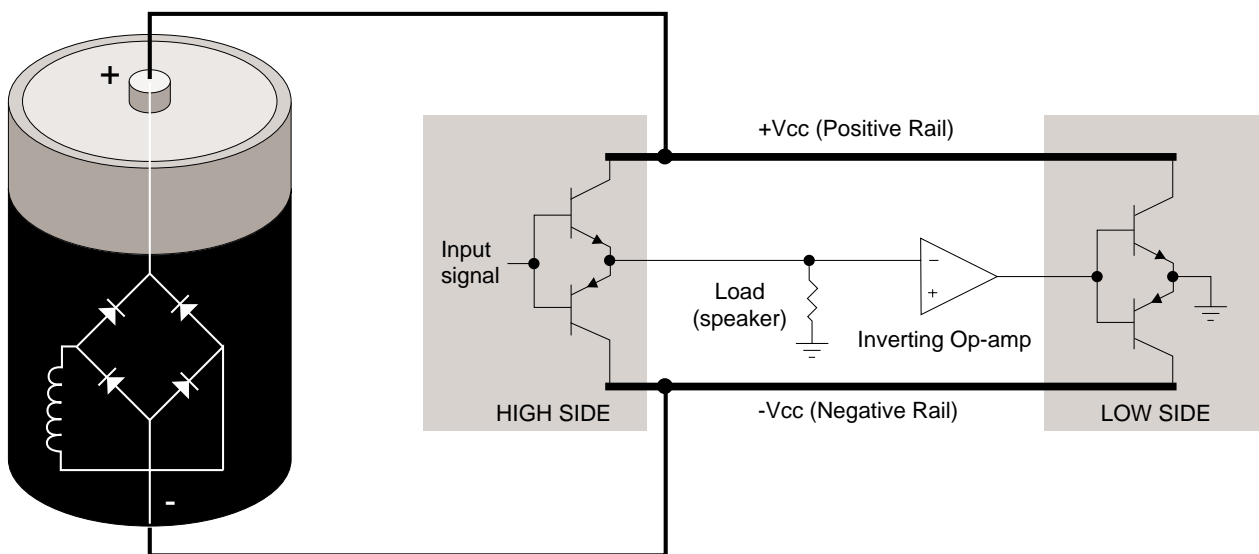 +
+Vcc (Positive Rail)
Input
signal
Load
(speaker)
−
+
Inverting Op-amp
HIGH SIDE
-Vcc (Negative Rail)
LOW SIDE
-